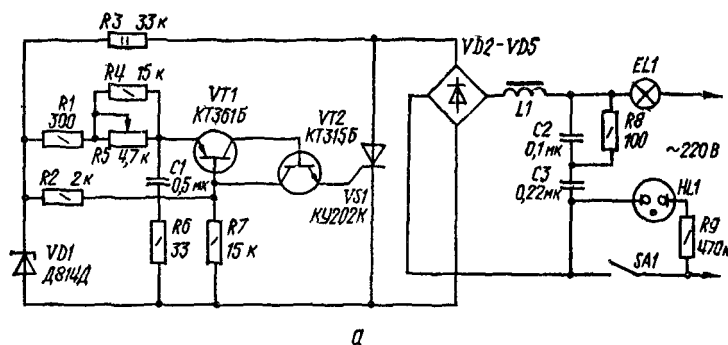 R3 33к
R4 15к
R1
300
R5 4,7к
VT1
КТ361Б
VT2
КТ315Б
C1
0,5мк
R2 2к
R6
33
R7
15к
VD1
Д814Д
VS1
КУ202К
VD2-VD5
L1
EL1
C2
0,1мк
R8
100
C3
0,22мк
~220В
HL1
R9
470к
SA1
а